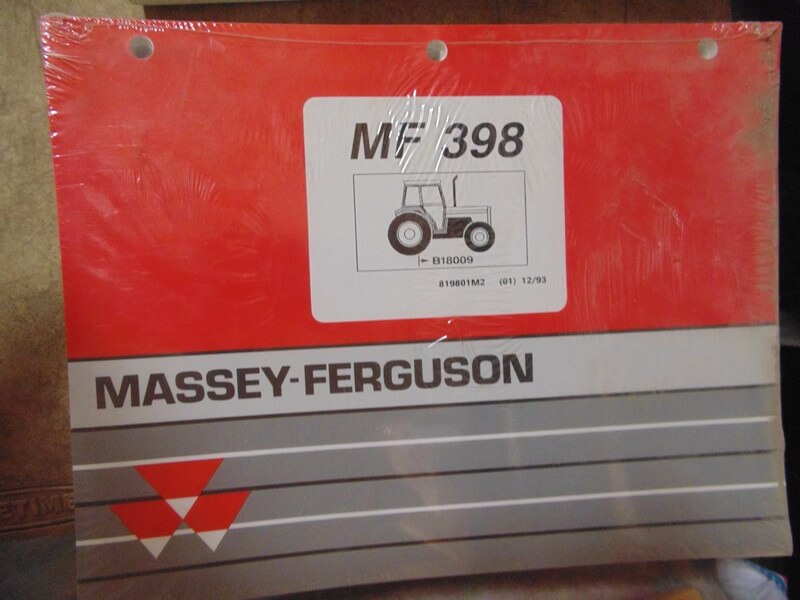 MF 398
B18009
819801M2 (01) 12/93
MASSEY-FERGUSON